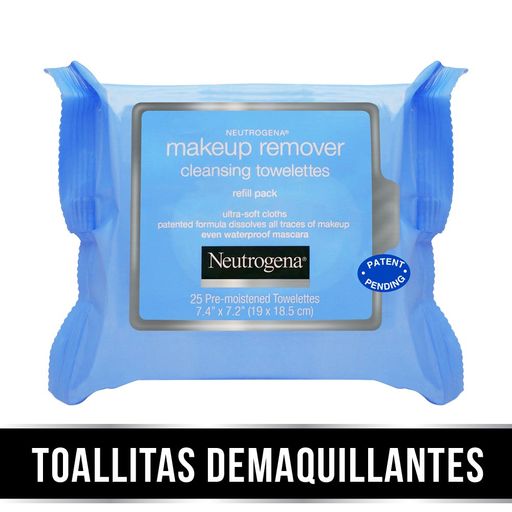 NEUTROGENA®
makeup remover
cleansing towelettes
refill pack
ultra-soft cloths
patented formula dissolves all traces of makeup
even waterproof mascara
Neutrogena®
PATENT
PENDING
25 Pre-moistened Towelettes
7.4" x 7.2" (19 x 18.5 cm)
TOALLITAS DEMAQUILLANTES